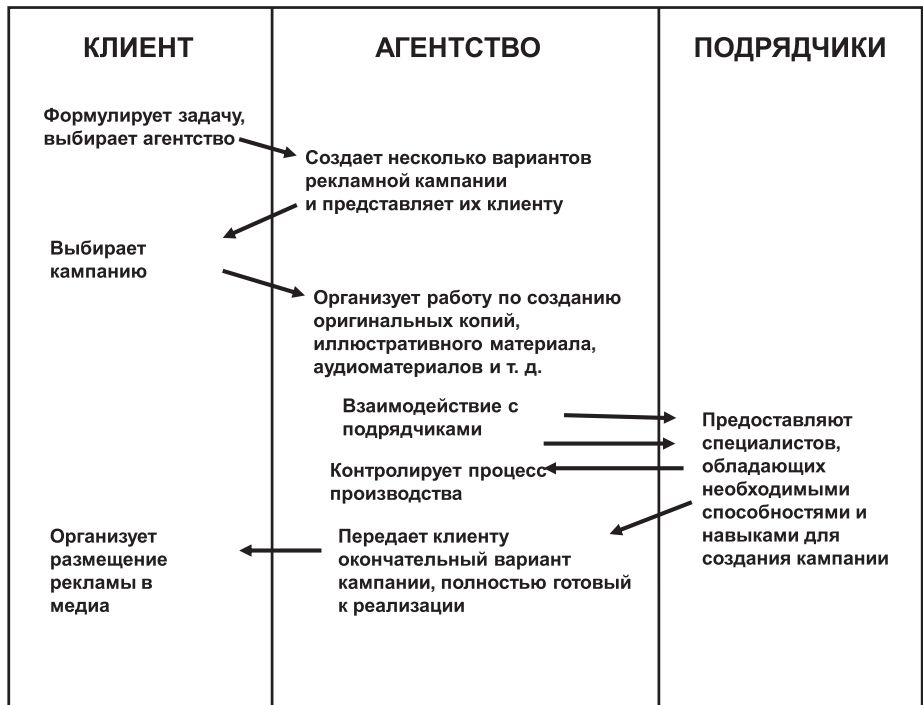 КЛИЕНТ
АГЕНТСТВО
ПОДРЯДЧИКИ
Формулирует задачу,
выбирает агентство
Создает несколько вариантов
рекламной кампании
и представляет их клиенту
Выбирает
кампанию
Организует работу по созданию
оригинальных копий,
иллюстративного материала,
аудиоматериалов и т. д.
Взаимодействие с
подрядчиками
Предоставляют
специалистов,
обладающих
необходимыми
способностями и
навыками для
создания кампании
Контролирует процесс
производства
Передает клиенту
окончательный вариант
кампании, полностью готовый
к реализации
Организует
размещение
рекламы в
медиа